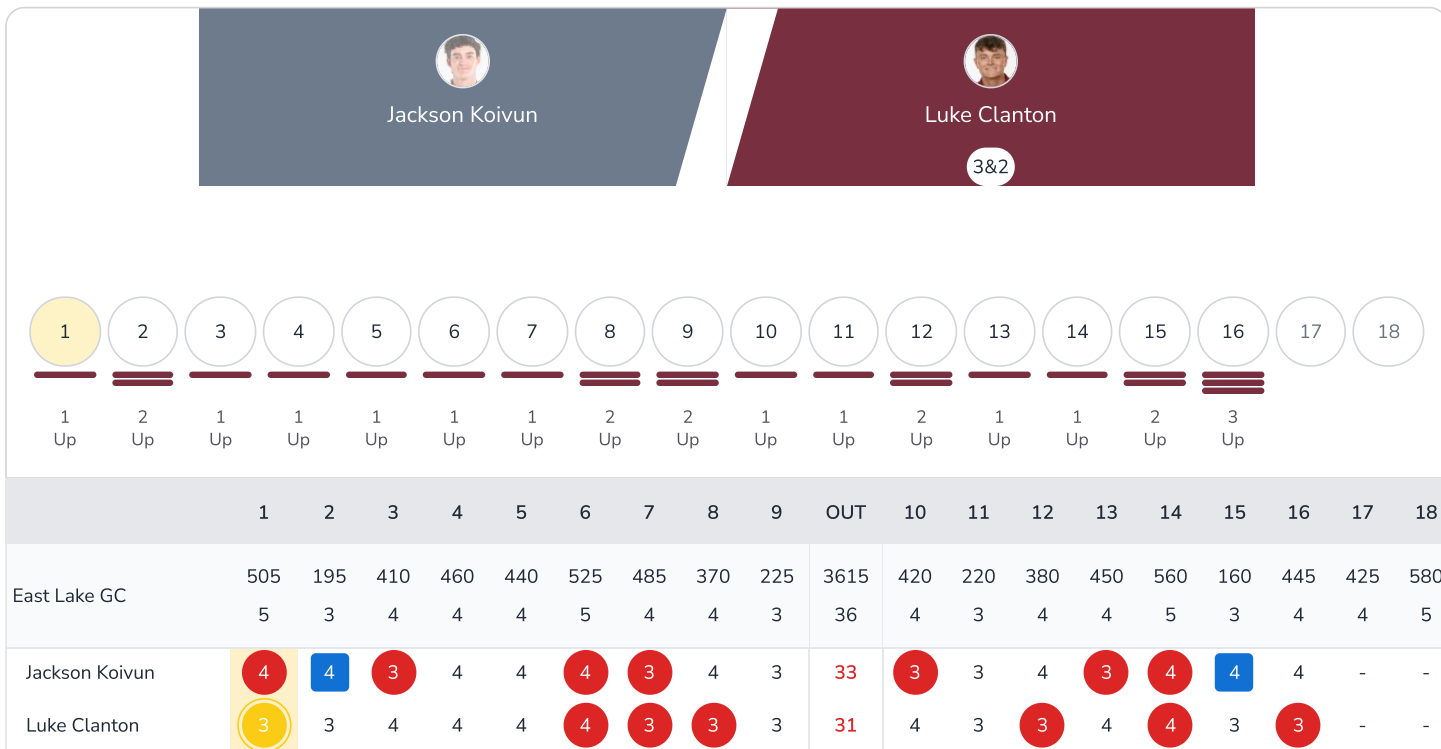 Jackson Koivun
Luke Clanton
3&2
1 2 3 4 5 6 7 8 9 10 11 12 13 14 15 16 17 18
1 2 1 1 1 1 1 2 2 1 1 2 1 1 2 3
Up Up Up Up Up Up Up Up Up Up Up Up Up Up Up Up
1 2 3 4 5 6 7 8 9 OUT 10 11 12 13 14 15 16 17 18
505 195 410 460 440 525 485 370 225 3615 420 220 380 450 560 160 445 425 580
East Lake GC
5 3 4 4 4 5 4 4 3 36 4 3 4 4 5 3 4 4 5
Jackson Koivun 4 4 3 4 4 4 3 4 3 33 3 3 4 3 4 4 4 - -
Luke Clanton 3 3 4 4 4 4 3 3 3 31 4 3 3 4 4 3 3 - -